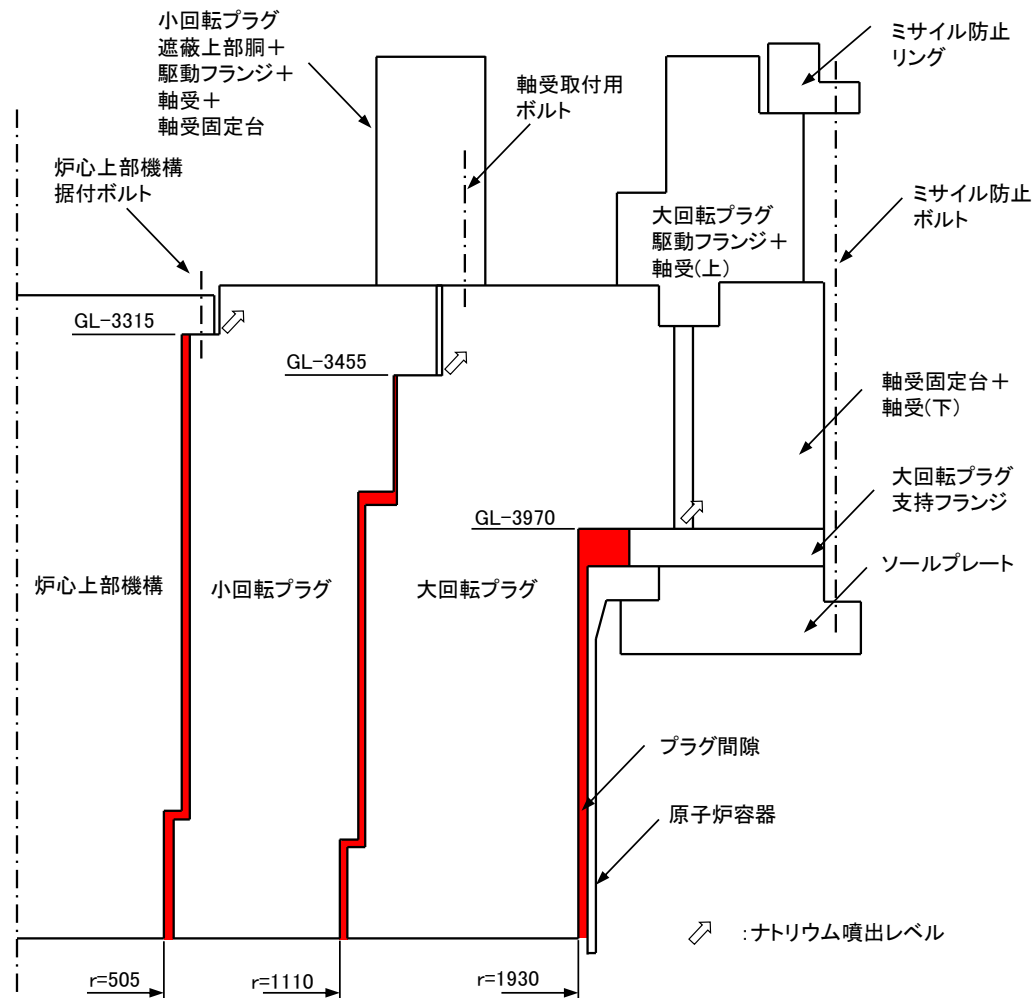 小回転プラグ
遮蔽上部胴＋
駆動フランジ＋
軸受＋
軸受固定台
軸受取付用
ボルト
ミサイル防止
リング
炉心上部機構
据付ボルト
大回転プラグ
駆動フランジ＋
軸受(上)
ミサイル防止
ボルト
GL-3315
GL-3455
軸受固定台＋
軸受(下)
大回転プラグ
支持フランジ
GL-3970
ソールプレート
炉心上部機構
小回転プラグ
大回転プラグ
プラグ間隙
原子炉容器
:ナトリウム噴出レベル
r=505
r=1110
r=1930